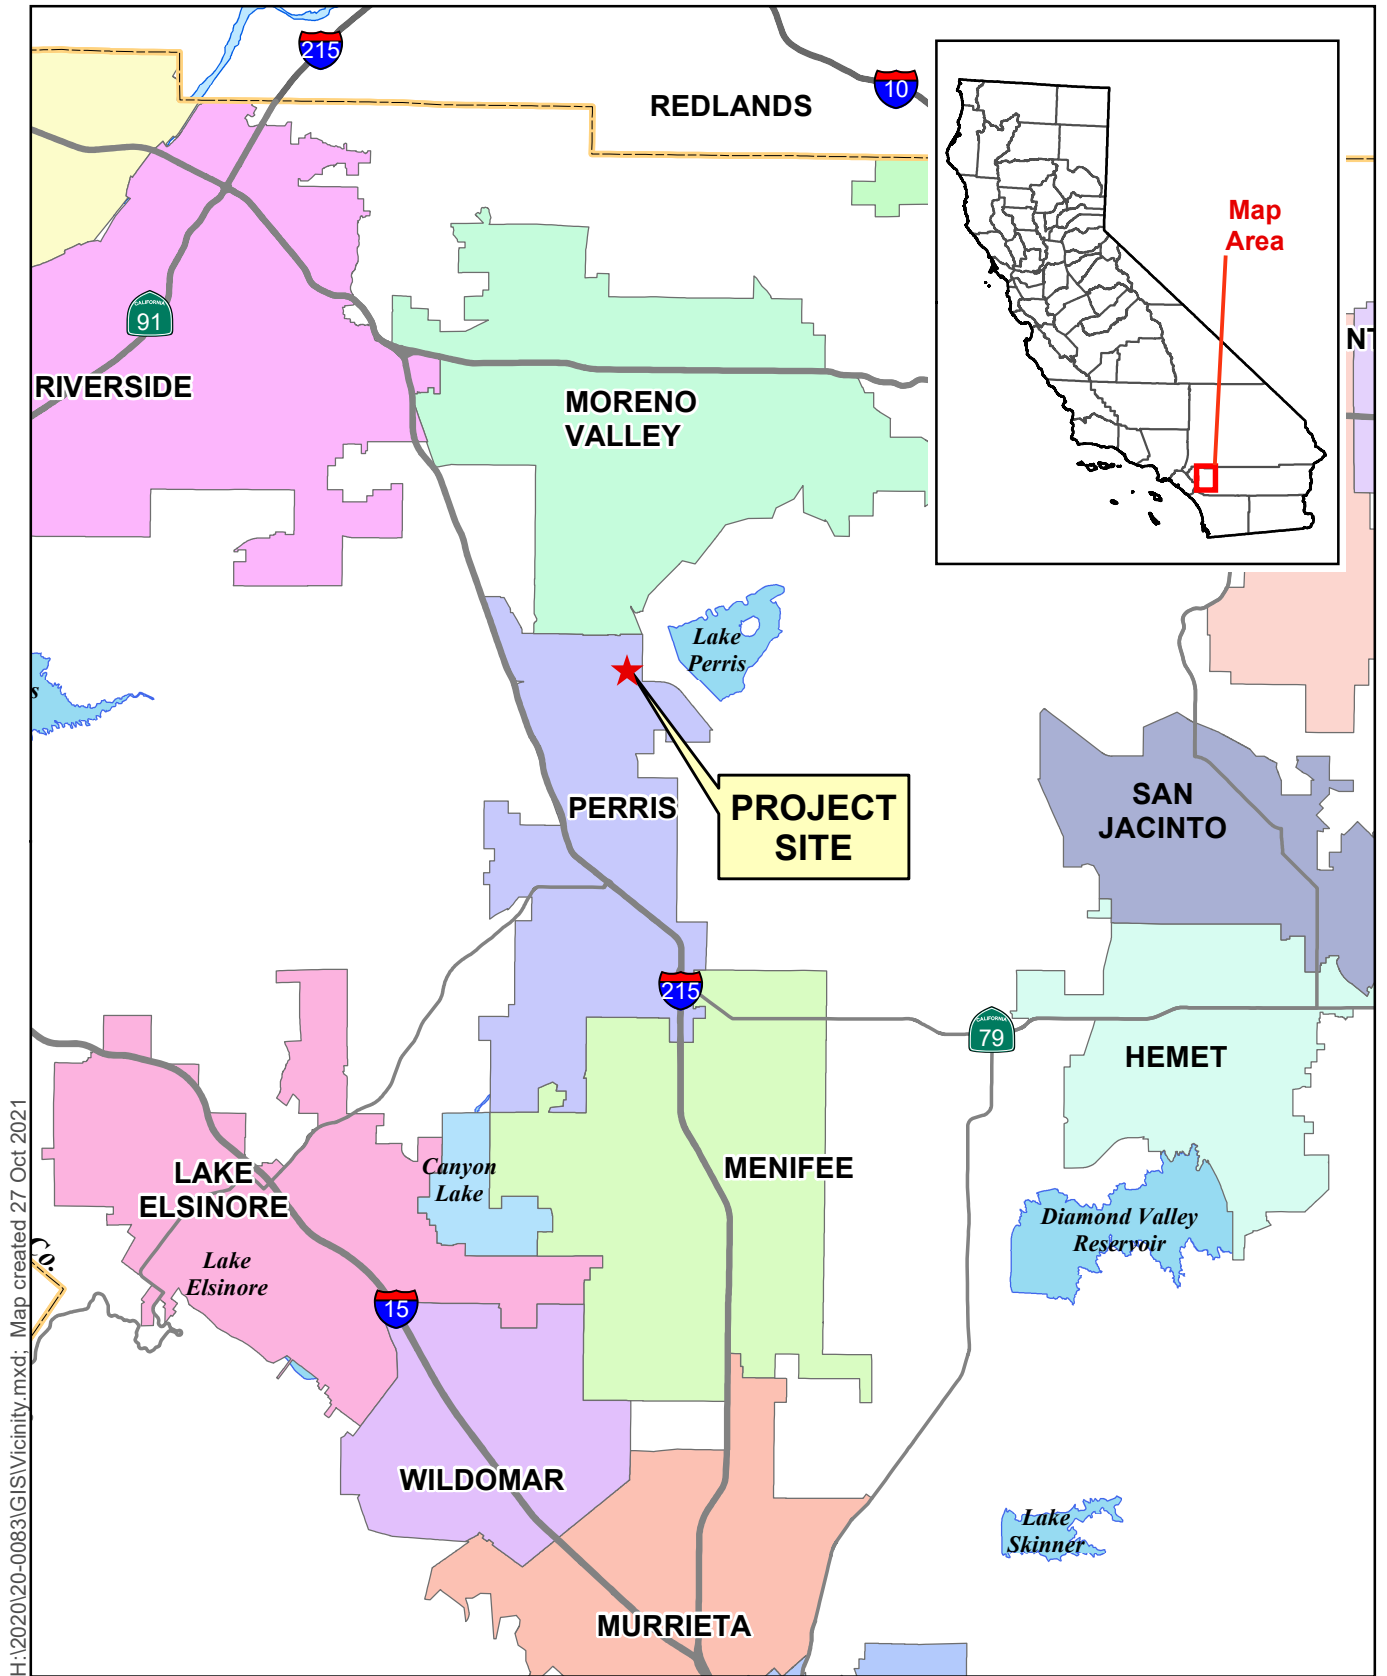 215
10
REDLANDS
Map
Area
CALIFORNIA
91
NT
RIVERSIDE
MORENO
VALLEY
Lake
Perris
s
PROJECT
SITE
PERRIS
SAN
JACINTO
215
CALIFORNIA
79
HEMET
LAKE
ELSINORE
Canyon
Lake
MENIFEE
Diamond Valley
Reservoir
Co.
Lake
Elsinore
15
WILDOMAR
Lake
Skinner
MURRIETA
H:\2020\20-0083\GIS\Vicinity.mxd; Map created 27 Oct 2021